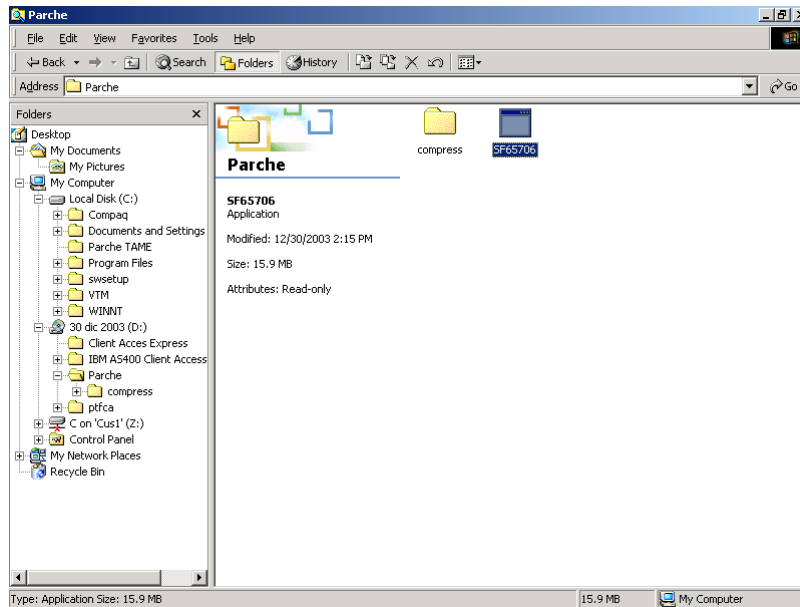 Parche
File Edit View Favorites Tools Help
Back Search Folders History
Address Parche Go
Folders
Desktop
My Documents
My Pictures
My Computer
Local Disk (C:)
Compaq
Documents and Settings
Parche TAME
Program Files
swsetup
VTM
WINNT
30 dic 2003 (D:)
Client Acces Express
IBM AS400 Client Access
Parche
compress
ptfca
C on 'Cus1' (Z:)
Control Panel
My Network Places
Recycle Bin
Parche
SF65706
Application
Modified: 12/30/2003 2:15 PM
Size: 15.9 MB
Attributes: Read-only
compress SF65706
Type: Application Size: 15.9 MB 15.9 MB My Computer